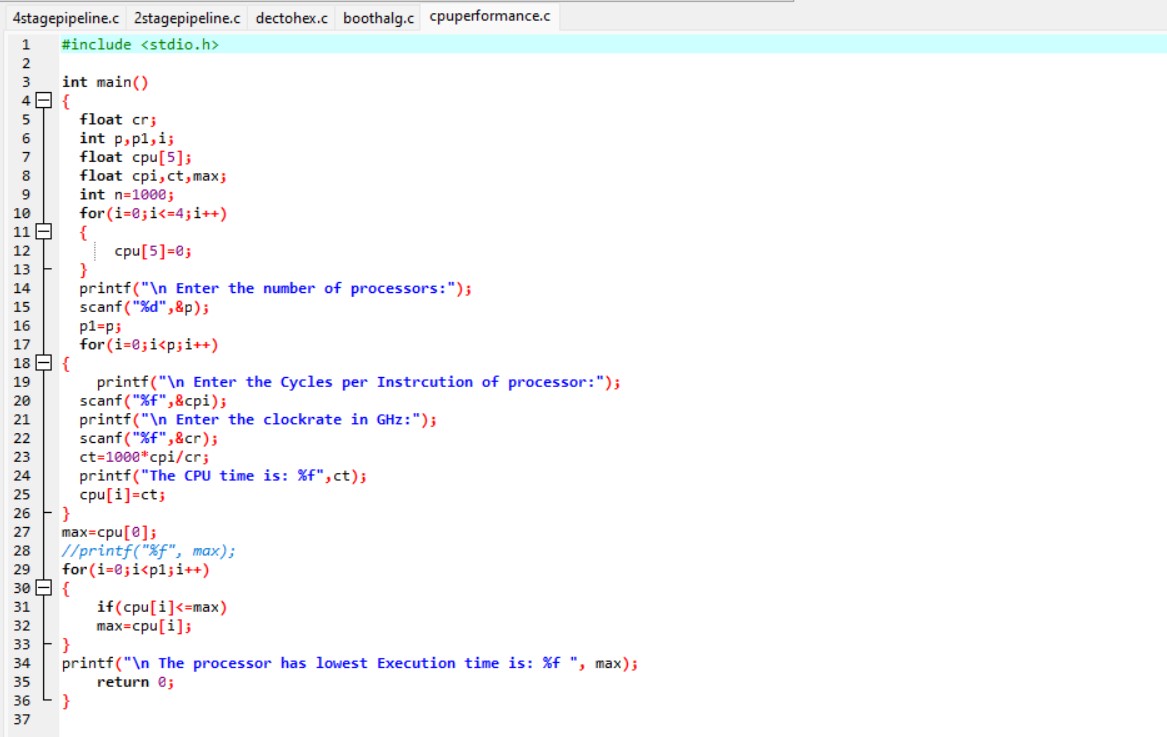 4stagepipeline.c 2stagepipeline.c dectohex.c boothalg.c cpuperformance.c
1 #include <stdio.h>
2
3 int main()
4 {
5 float cr;
6 int p,p1,i;
7 float cpu[5];
8 float cpi,ct,max;
9 int n=1000;
10 for(i=0;i<=4;i++)
11 {
12 cpu[5]=0;
13 }
14 printf("\n Enter the number of processors:");
15 scanf("%d",&p);
16 p1=p;
17 for(i=0;i<p;i++)
18 {
19 printf("\n Enter the Cycles per Instrcution of processor:");
20 scanf("%f",&cpi);
21 printf("\n Enter the clockrate in GHz:");
22 scanf("%f",&cr);
23 ct=1000*cpi/cr;
24 printf("The CPU time is: %f",ct);
25 cpu[i]=ct;
26 }
27 max=cpu[0];
28 //printf("%f", max);
29 for(i=0;i<p1;i++)
30 {
31 if(cpu[i]<=max)
32 max=cpu[i];
33 }
34 printf("\n The processor has lowest Execution time is: %f ", max);
35 return 0;
36 }
37